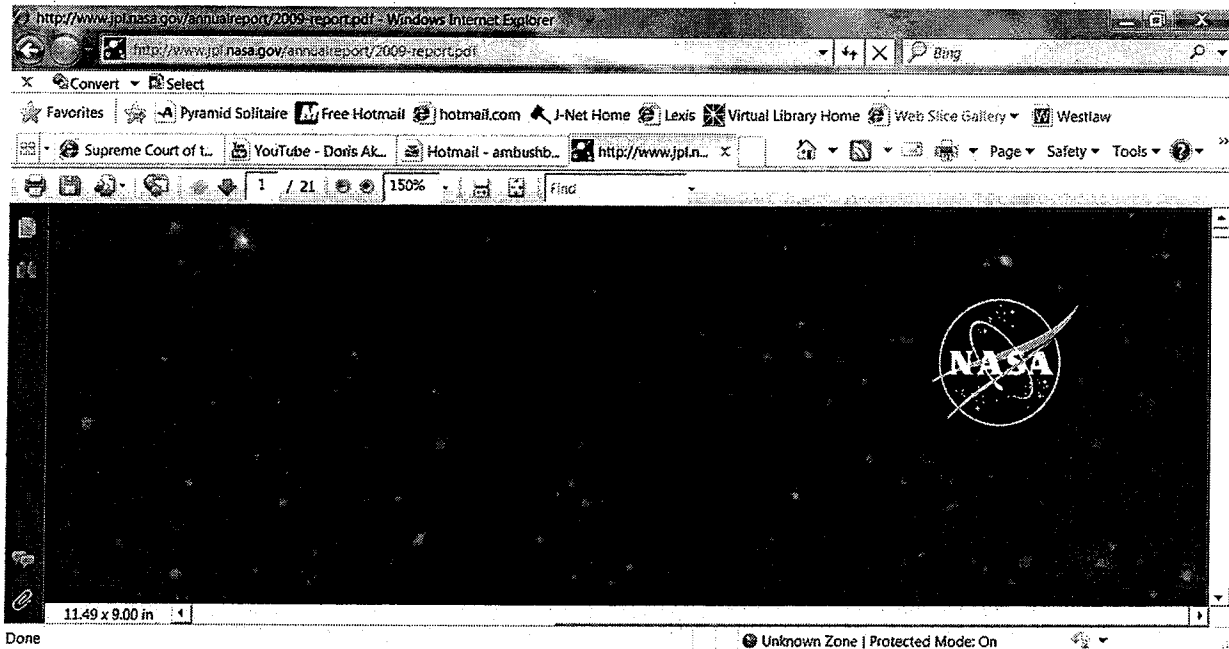 http://www.jpl.nasa.gov/annualreport/2009-report.pdf - Windows Internet Explorer
http://www.jpl.nasa.gov/annualreport/2009-report.pdf Bing
X Convert Select
Favorites Pyramid Solitaire Free Hotmail hotmail.com J-Net Home Lexis Virtual Library Home Web Slice Gallery Westlaw
Supreme Court of t... YouTube - Doris Ak... Hotmail - ambushb... http://www.jpl.n... X Page Safety Tools »
1 / 21 150% Find
NASA
11.49 x 9.00 in
Done Unknown Zone | Protected Mode: On